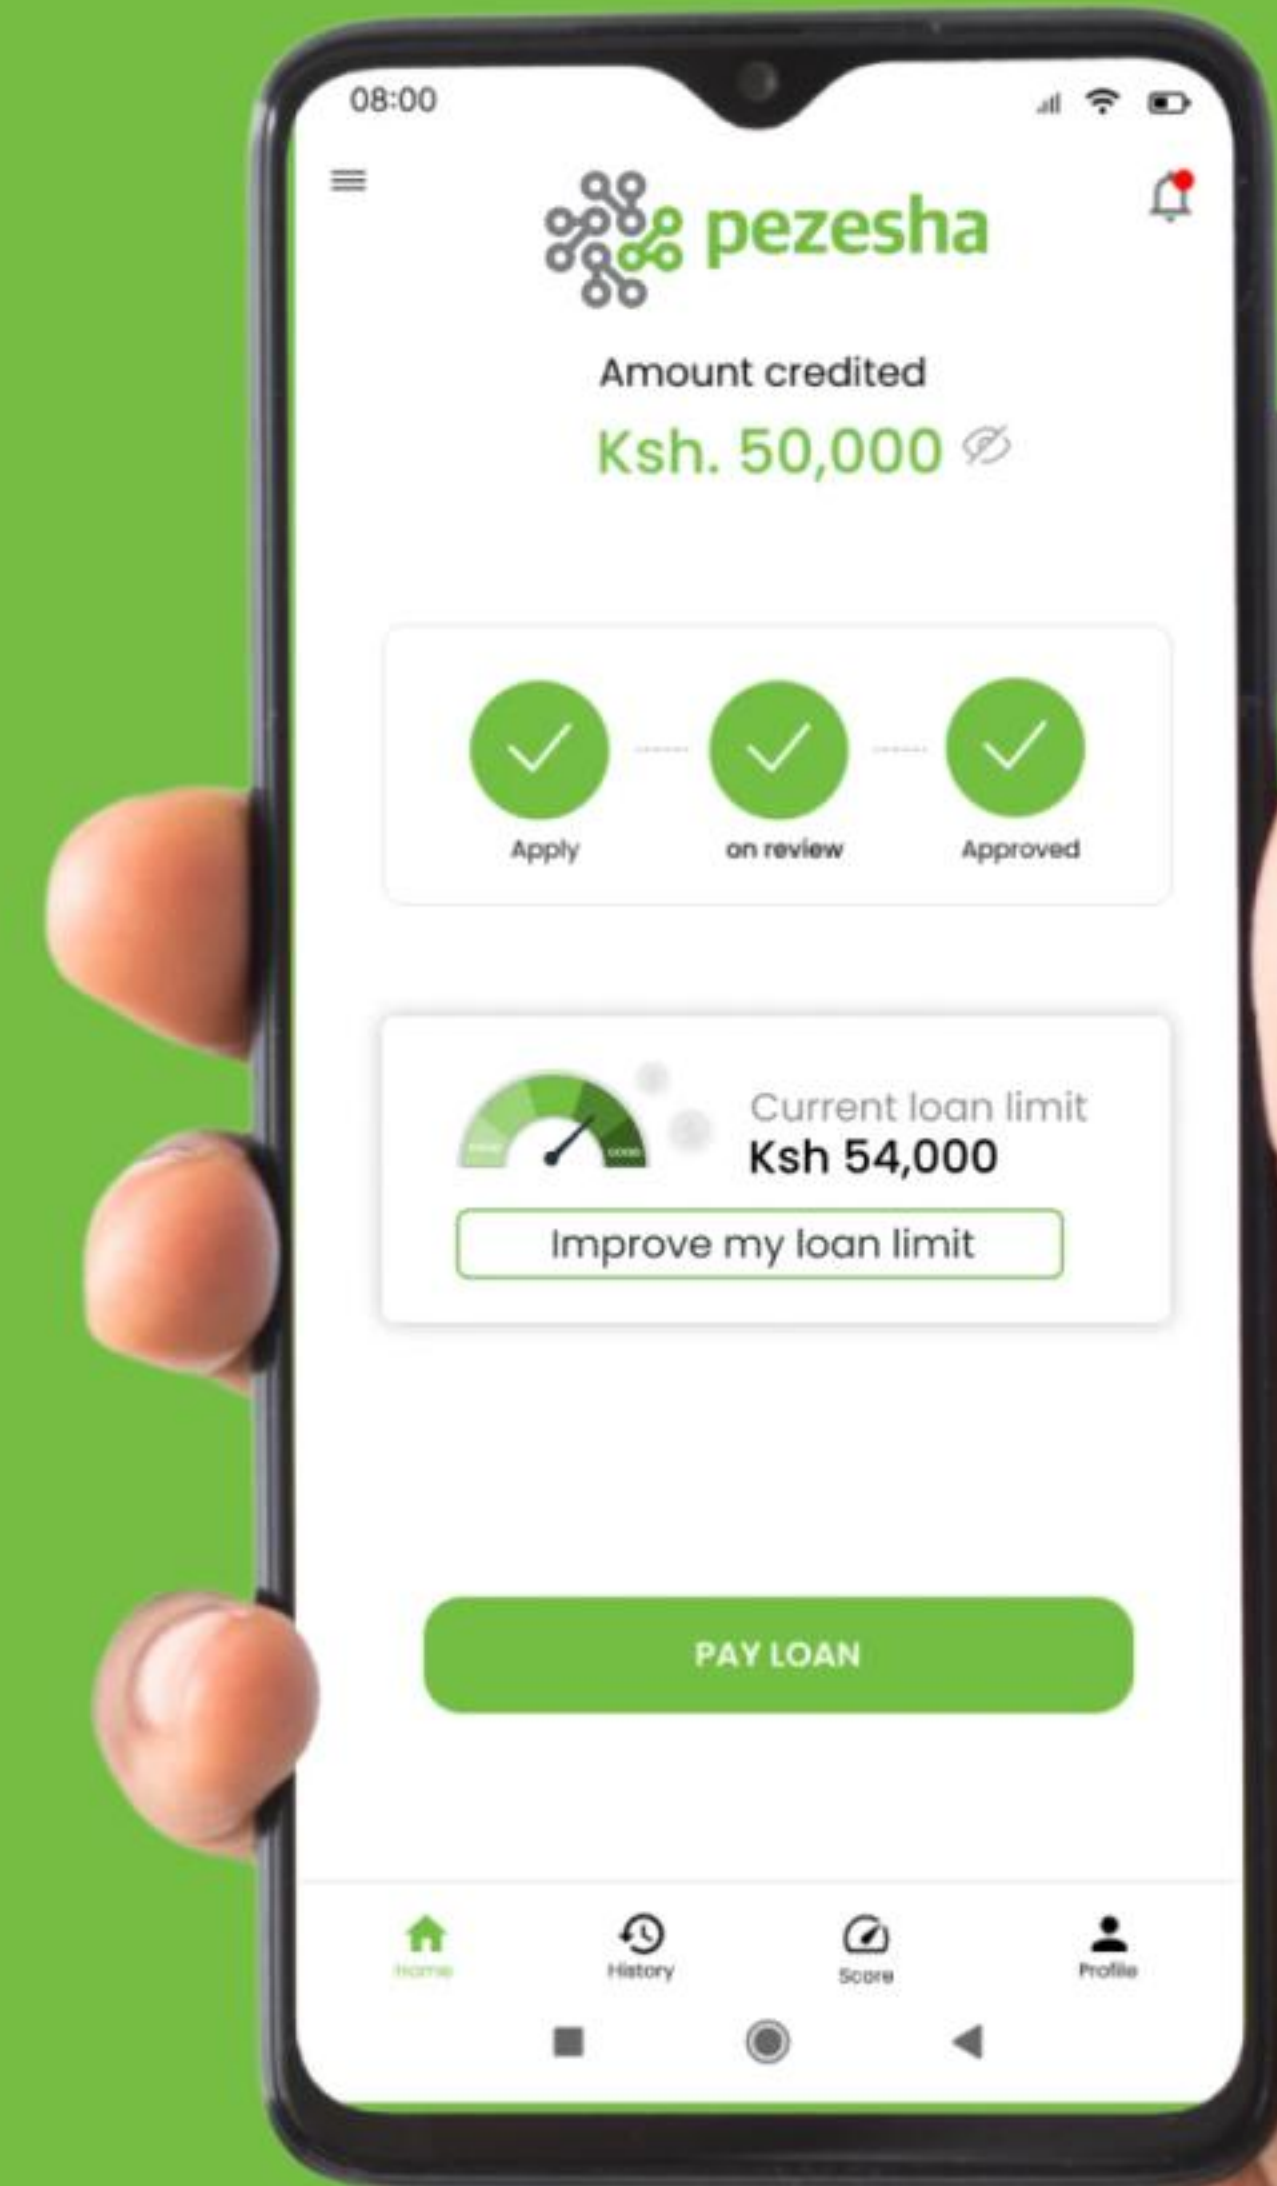 08:00
pezesha
Amount credited
Ksh. 50,000
Apply
on review
Approved
Current loan limit
Ksh 54,000
Improve my loan limit
PAY LOAN
Home
History
Score
Profile